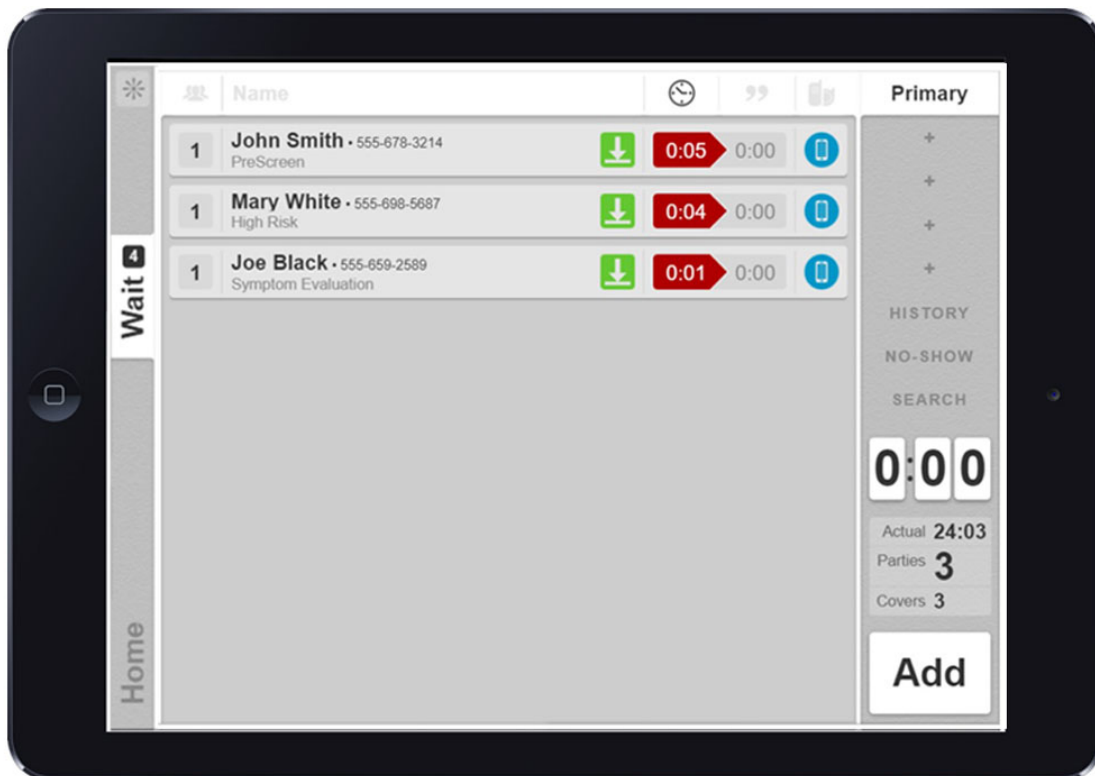 Name
99
Primary
1
John Smith • 555-678-3214
PreScreen
0:05
0:00
1
Mary White • 555-698-5687
High Risk
0:04
0:00
1
Joe Black • 555-659-2589
Symptom Evaluation
0:01
0:00
Wait 4
Home
+
+
+
+
HISTORY
NO-SHOW
SEARCH
0:00
Actual 24:03
Parties 3
Covers 3
Add